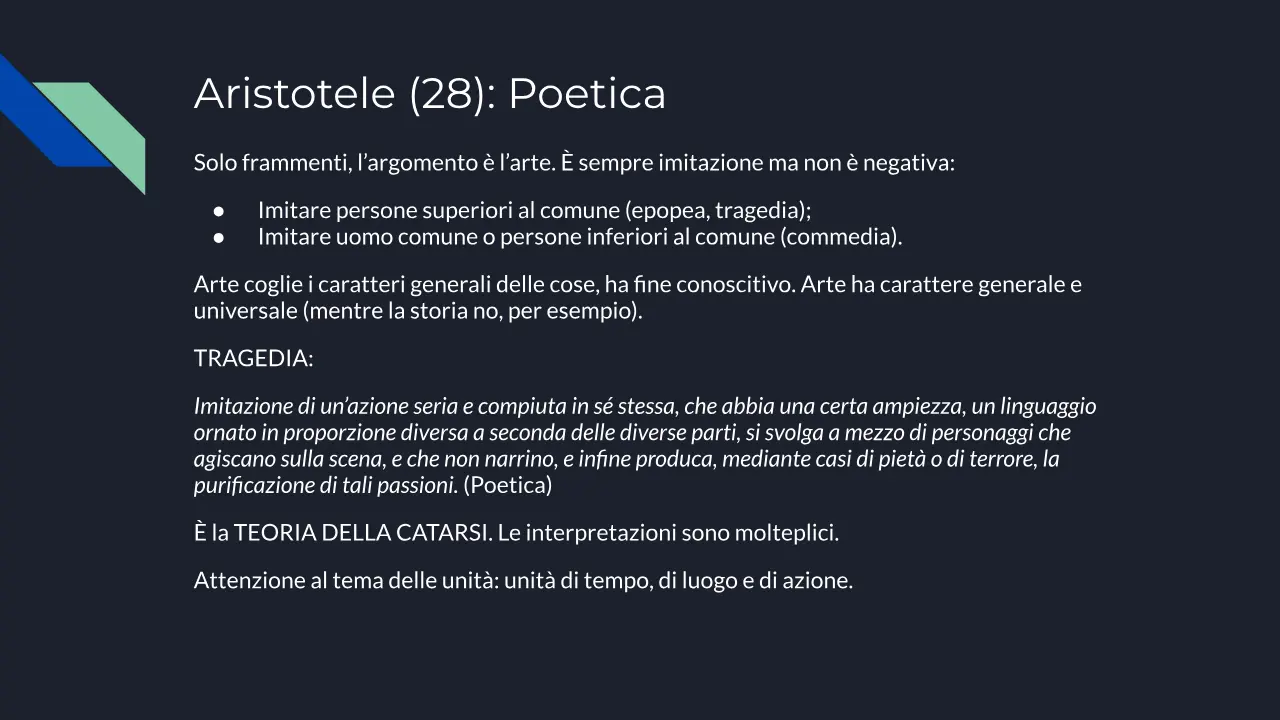 Aristotele (28): Poetica
Solo frammenti, l’argomento è l’arte. È sempre imitazione ma non è negativa:
● Imitare persone superiori al comune (epopea, tragedia);
● Imitare uomo comune o persone inferiori al comune (commedia).
Arte coglie i caratteri generali delle cose, ha fine conoscitivo. Arte ha carattere generale e
universale (mentre la storia no, per esempio).
TRAGEDIA:
Imitazione di un’azione seria e compiuta in sé stessa, che abbia una certa ampiezza, un linguaggio
ornato in proporzione diversa a seconda delle diverse parti, si svolga a mezzo di personaggi che
agiscano sulla scena, e che non narrino, e infine produca, mediante casi di pietà o di terrore, la
purificazione di tali passioni. (Poetica)
È la TEORIA DELLA CATARSI. Le interpretazioni sono molteplici.
Attenzione al tema delle unità: unità di tempo, di luogo e di azione.